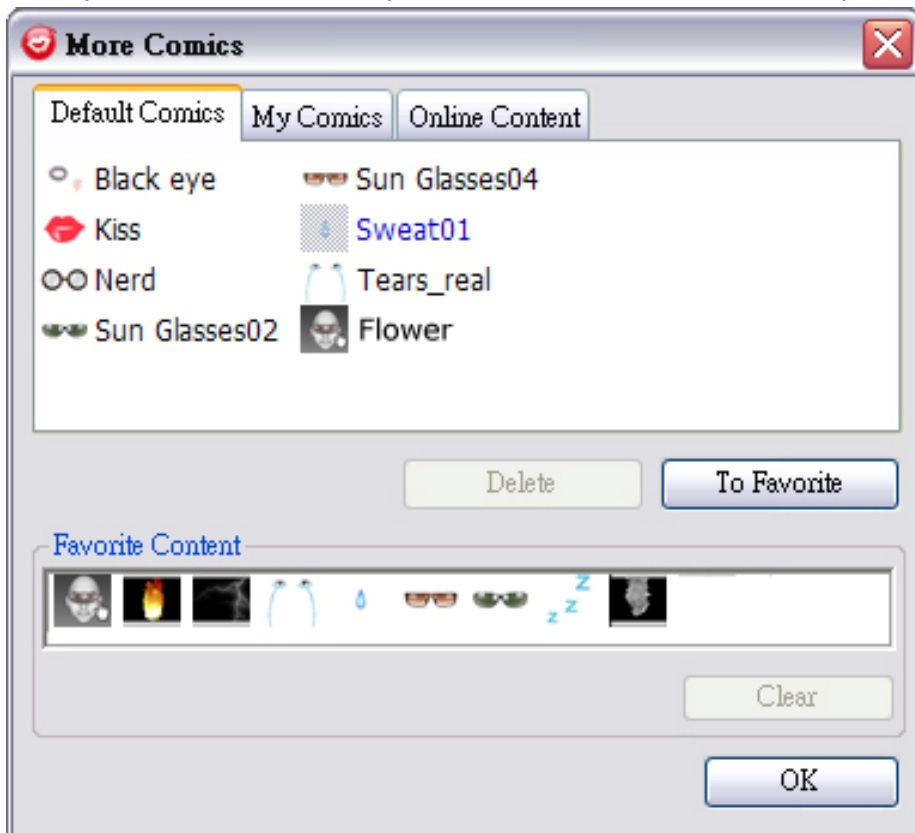 More Comics
Default Comics My Comics Online Content
Black eye Sun Glasses04
Kiss Sweat01
Nerd Tears_real
Sun Glasses02 Flower
Delete To Favorite
Favorite Content
z z z
Clear
OK